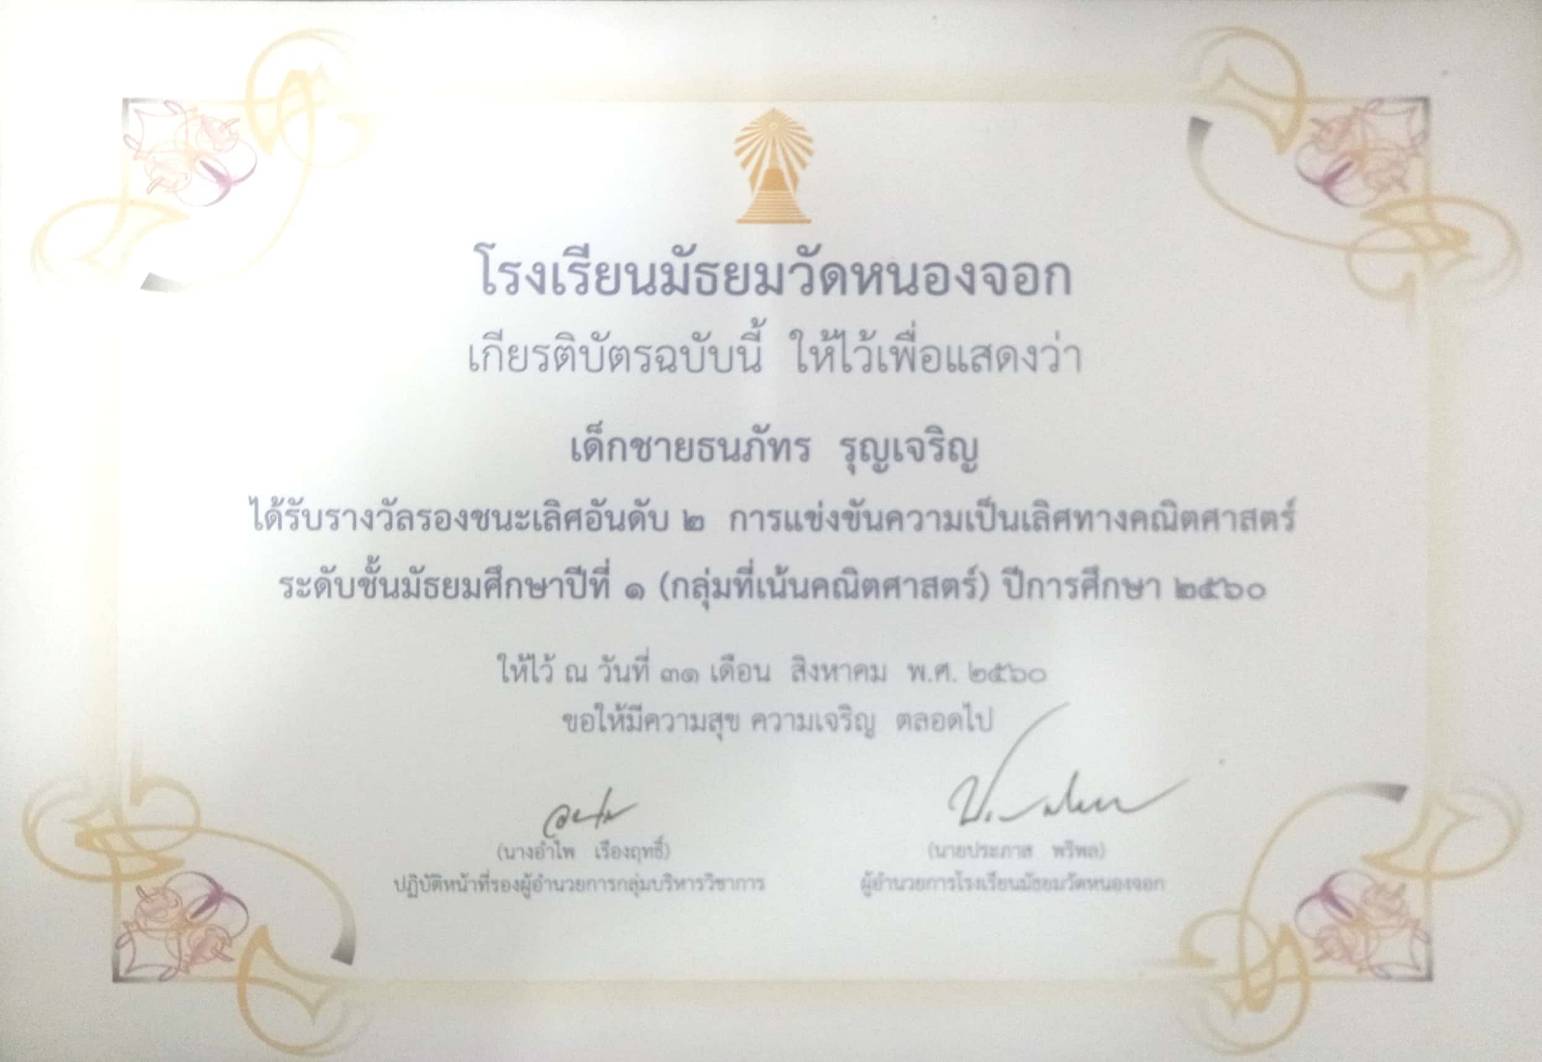 โรงเรียนมัธยมวัดหนองจอก
เกียรติบัตรฉบับนี้ ให้ไว้เพื่อแสดงว่า
เด็กชายธนภัทร รุญเจริญ
ได้รับรางวัลรองชนะเลิศอันดับ ๒ การแข่งขันความเป็นเลิศทางคณิตศาสตร์
ระดับชั้นมัธยมศึกษาปีที่ ๑ (กลุ่มที่เน้นคณิตศาสตร์) ปีการศึกษา ๒๕๖๐
ให้ไว้ ณ วันที่ ๓๑ เดือน สิงหาคม พ.ศ. ๒๕๖๐
ขอให้มีความสุข ความเจริญ ตลอดไป
(นางอำไพ เรืองฤทธิ์) (นายประภาส พริพล)
ปฏิบัติหน้าที่รองผู้อำนวยการกลุ่มบริหารวิชาการ ผู้อำนวยการโรงเรียนมัธยมวัดหนองจอก